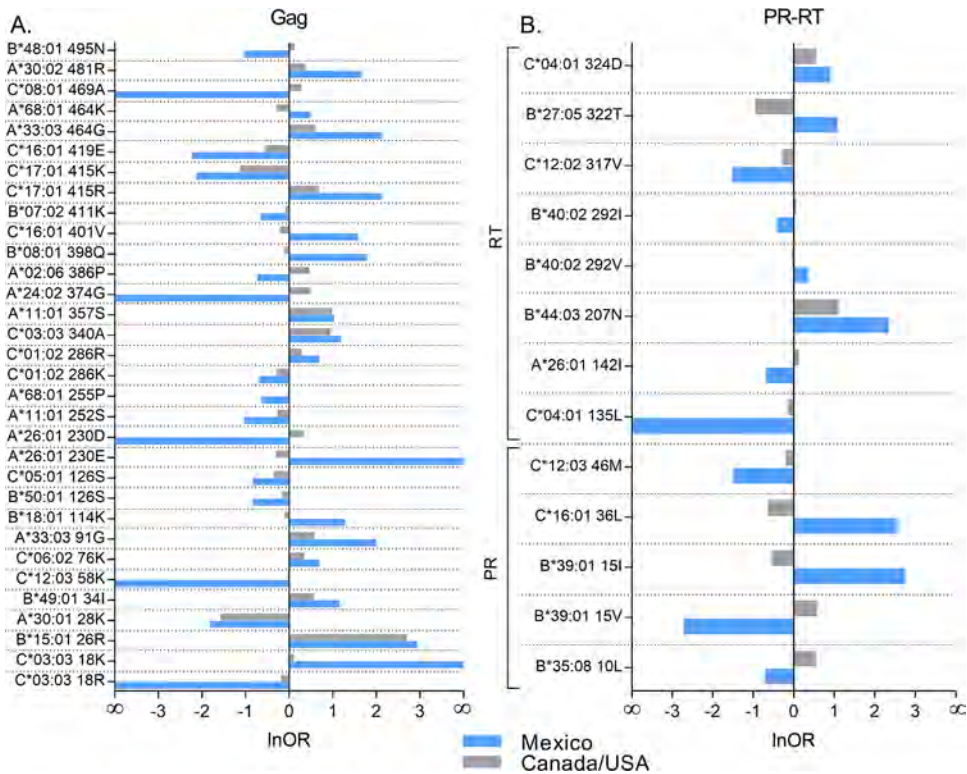 A.
Gag
B*48:01 495N
A*30:02 481R
C*08:01 469A
A*68:01 464K
A*33:03 464G
C*16:01 419E
C*17:01 415K
C*17:01 415R
B*07:02 411K
C*16:01 401V
B*08:01 398Q
A*02:06 386P
A*24:02 374G
A*11:01 357S
C*03:03 340A
C*01:02 286R
C*01:02 286K
A*68:01 255P
A*11:01 252S
A*26:01 230D
A*26:01 230E
C*05:01 126S
B*50:01 126S
B*18:01 114K
A*33:03 91G
C*06:02 76K
C*12:03 58K
B*49:01 34I
A*30:01 28K
B*15:01 26R
C*03:03 18K
C*03:03 18R
∞ -3 -2 -1 0 1 2 3 ∞
lnOR
B.
PR-RT
RT
C*04:01 324D
B*27:05 322T
C*12:02 317V
B*40:02 292I
B*40:02 292V
B*44:03 207N
A*26:01 142I
C*04:01 135L
PR
C*12:03 46M
C*16:01 36L
B*39:01 15I
B*39:01 15V
B*35:08 10L
∞ -3 -2 -1 0 1 2 3 ∞
lnOR
Mexico
Canada/USA